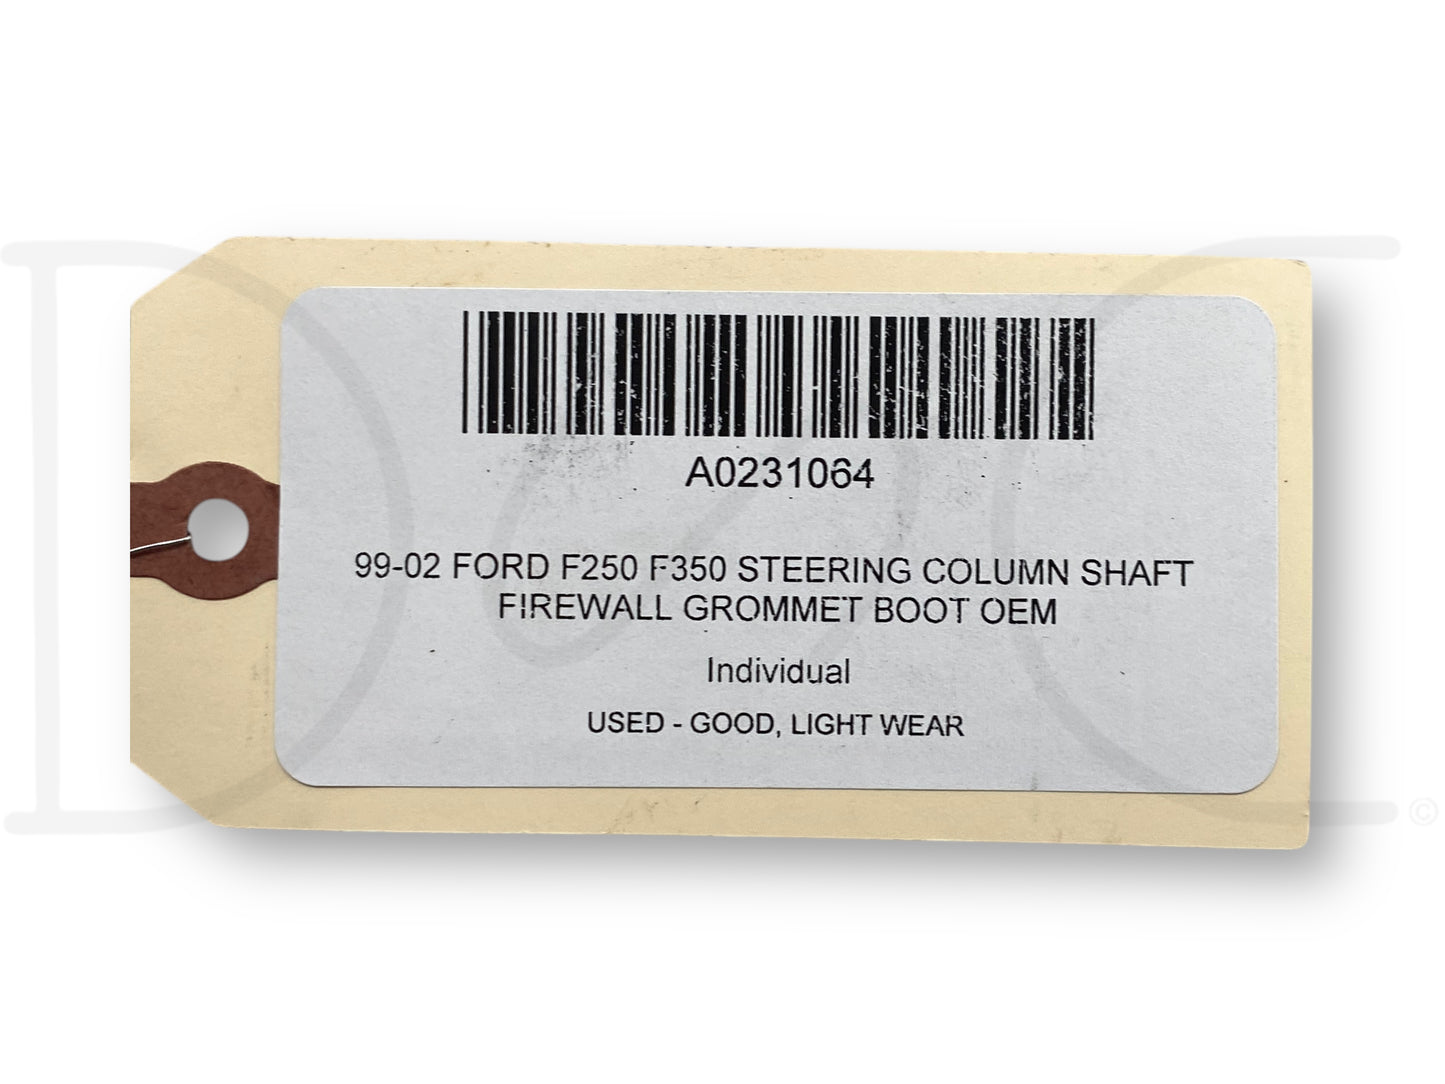 A0231064
99-02 FORD F250 F350 STEERING COLUMN SHAFT
FIREWALL GROMMET BOOT OEM
Individual
USED - GOOD, LIGHT WEAR
D C
©